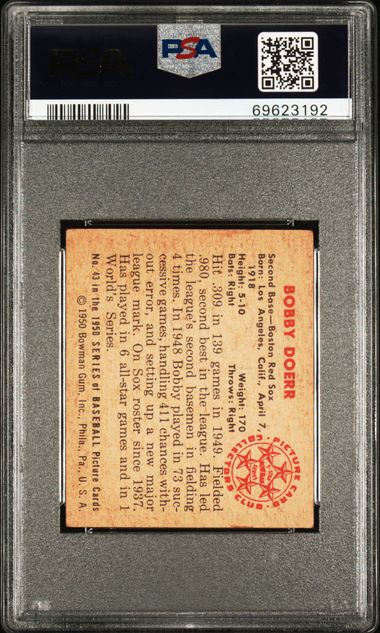 PSA
PSA
69623192
BOBBY DOERR
Second Base—Boston Red Sox
Born: Los Angeles, Calif., April 7,
1918
Height: 5-10 Weight: 170
Bats: Right Throws: Right
Hit .309 in 139 games in 1949. Fielded
.980, second best in the league. Has led
the league's second basemen in fielding
4 times. In 1948 Bobby played in 73 suc-
cessive games, handling 411 chances with-
out error, and setting up a new major
league mark. On Sox roster since 1937.
Has played in 6 all-star games and in 1
World's Series.
No. 43 in the 1950 SERIES of BASEBALL Picture Cards
© 1950 Bowman Gum, Inc., Phila., Pa., U. S. A.
PICTURE CARD
COLLECTORS CLUB